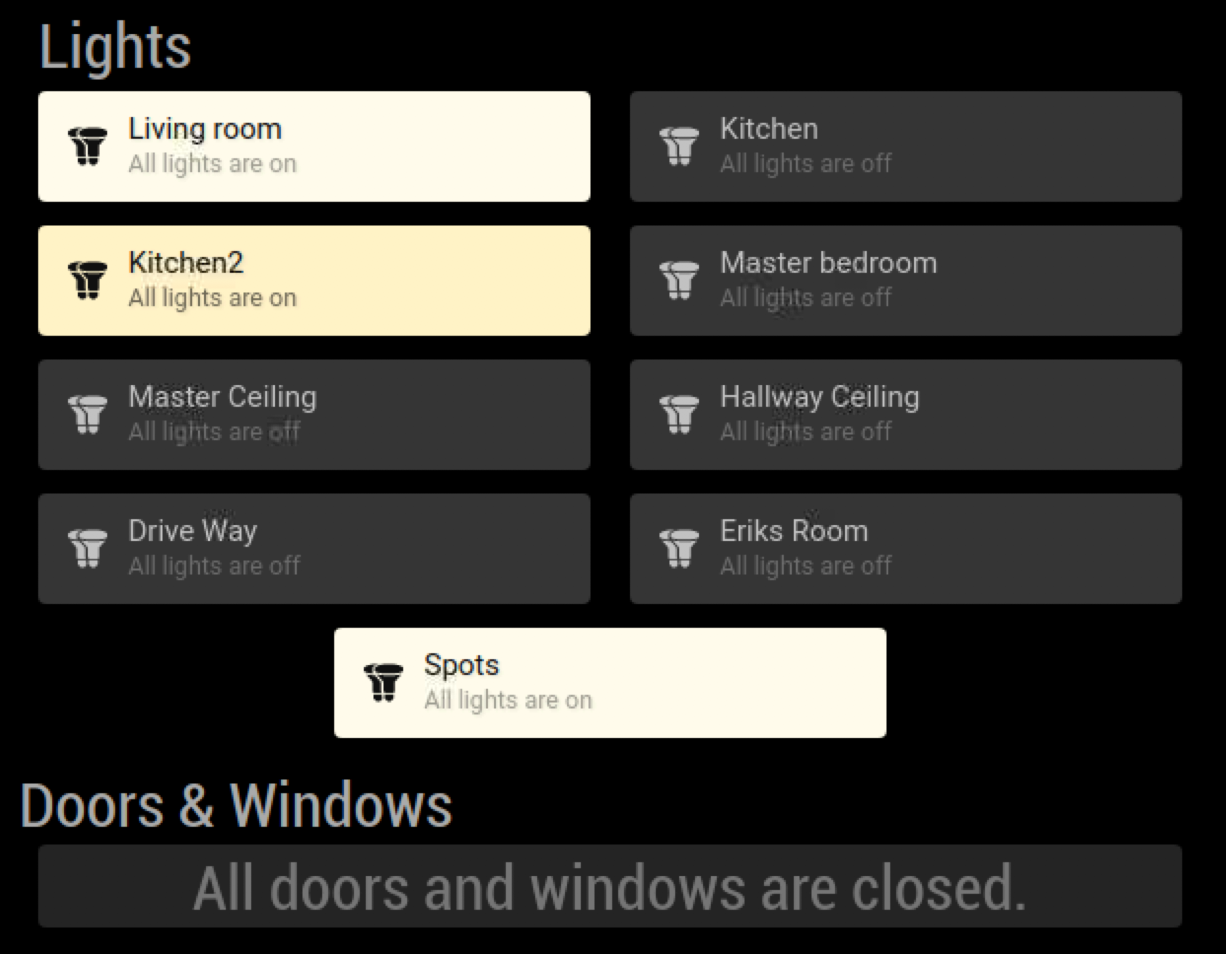 Lights
Living room
All lights are on
Kitchen
All lights are off
Kitchen2
All lights are on
Master bedroom
All lights are off
Master Ceiling
All lights are off
Hallway Ceiling
All lights are off
Drive Way
All lights are off
Eriks Room
All lights are off
Spots
All lights are on
Doors & Windows
All doors and windows are closed.